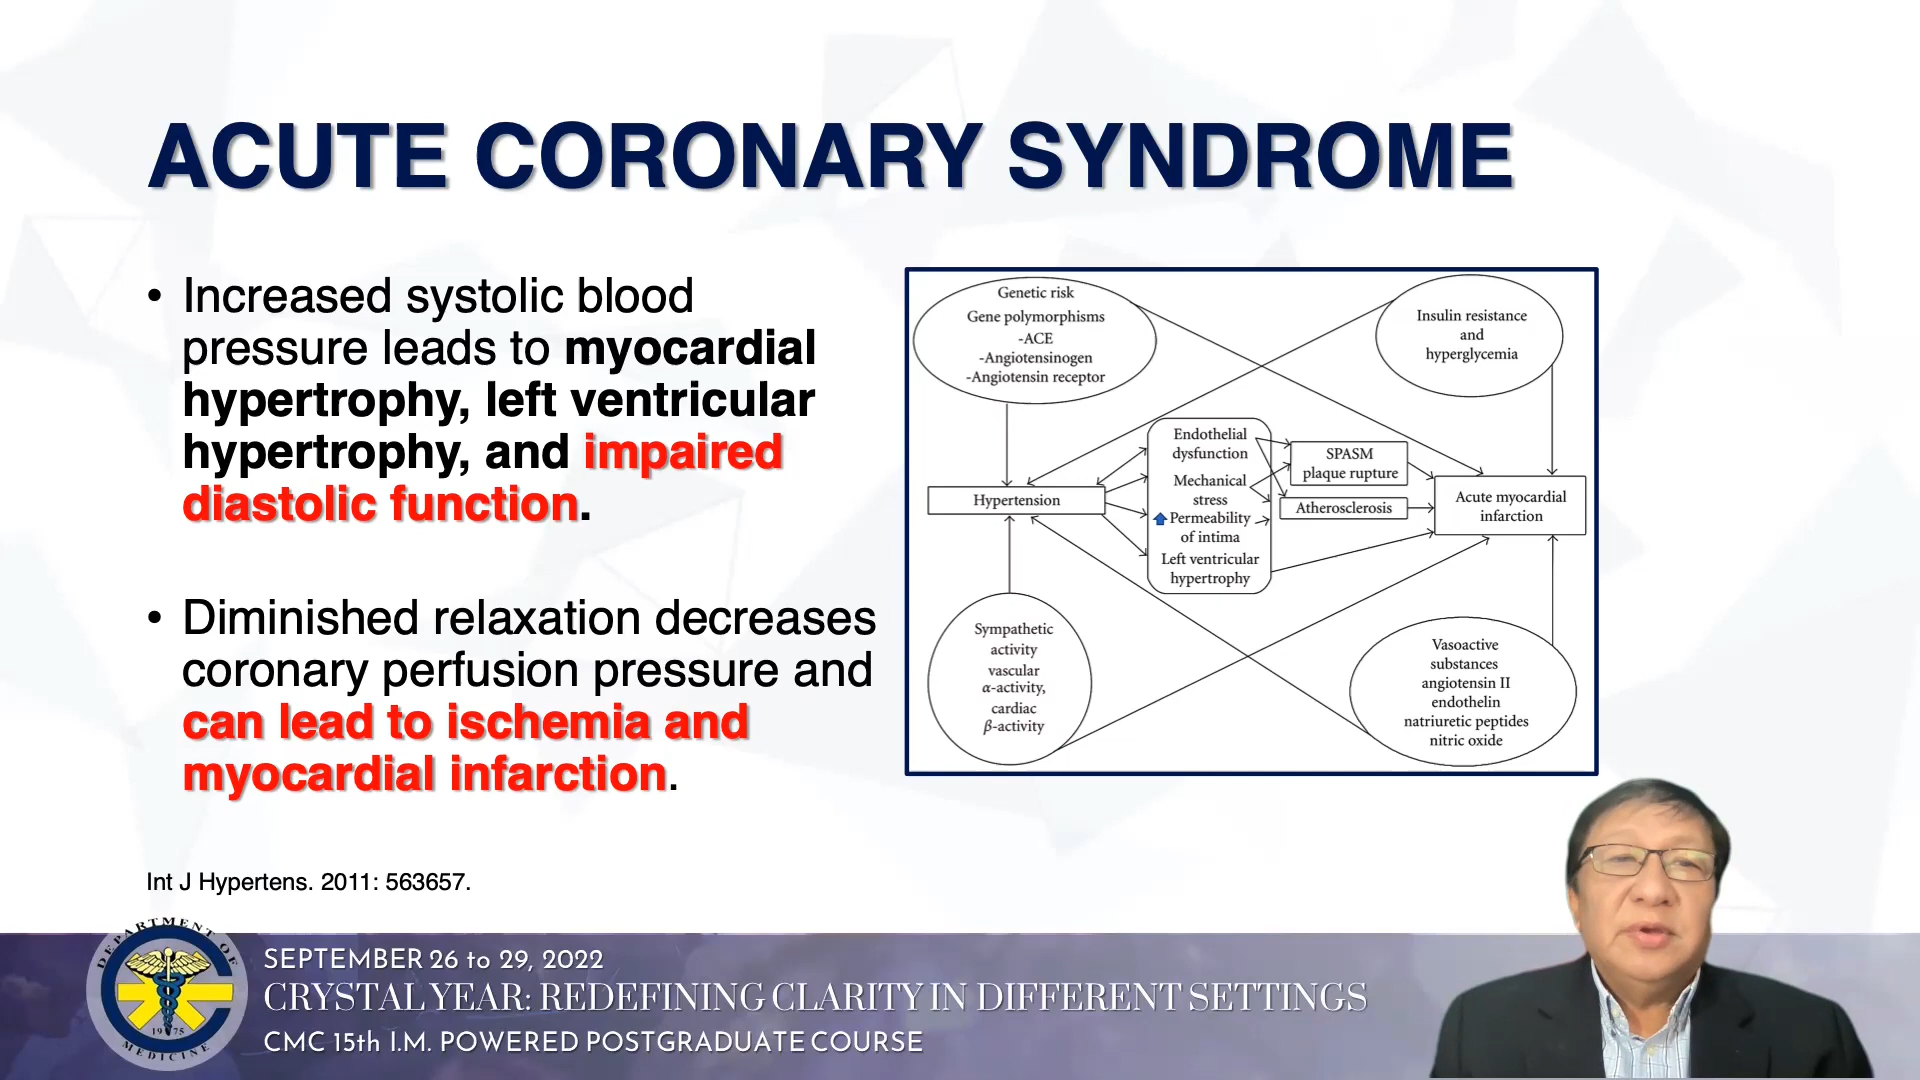 ACUTE CORONARY SYNDROME
• Increased systolic blood
pressure leads to myocardial
hypertrophy, left ventricular
hypertrophy, and impaired
diastolic function.
• Diminished relaxation decreases
coronary perfusion pressure and
can lead to ischemia and
myocardial infarction.
Int J Hypertens. 2011: 563657.
Genetic risk
Gene polymorphisms
-ACE
-Angiotensinogen
-Angiotensin receptor
Insulin resistance
and
hyperglycemia
Hypertension
Endothelial
dysfunction
Mechanical
stress
Permeability
of intima
Left ventricular
hypertrophy
SPASM
plaque rupture
Atherosclerosis
Acute myocardial
infarction
Sympathetic
activity
vascular
α-activity,
cardiac
β-activity
Vasoactive
substances
angiotensin II
endothelin
natriuretic peptides
nitric oxide
DEPARTMENT OF
MEDICINE
1975
SEPTEMBER 26 to 29, 2022
CRYSTAL YEAR: REDEFINING CLARITY IN DIFFERENT SETTINGS
CMC 15th I.M. POWERED POSTGRADUATE COURSE